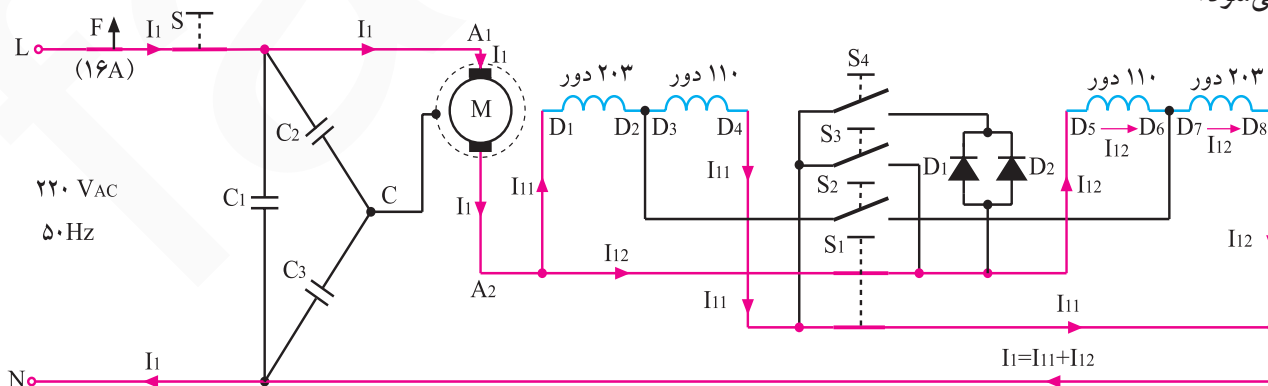 می‌شود.
L F I1 S I1 A1 I1
(۱۶A)
S4
۲۰۳ دور ۱۱۰ دور
۱۱۰ دور ۲۰۳ دور
M
D1 D2 D3 D4
S3
D1 D2
D5 D6 D7 D8
I12 I12
C2
I11 I11
S2
I12
۲۲۰ VAC
C1 C
I1
۵۰Hz
S1
I12
C3
I12
A2
I11 I11
I1 I1=I11+I12
N